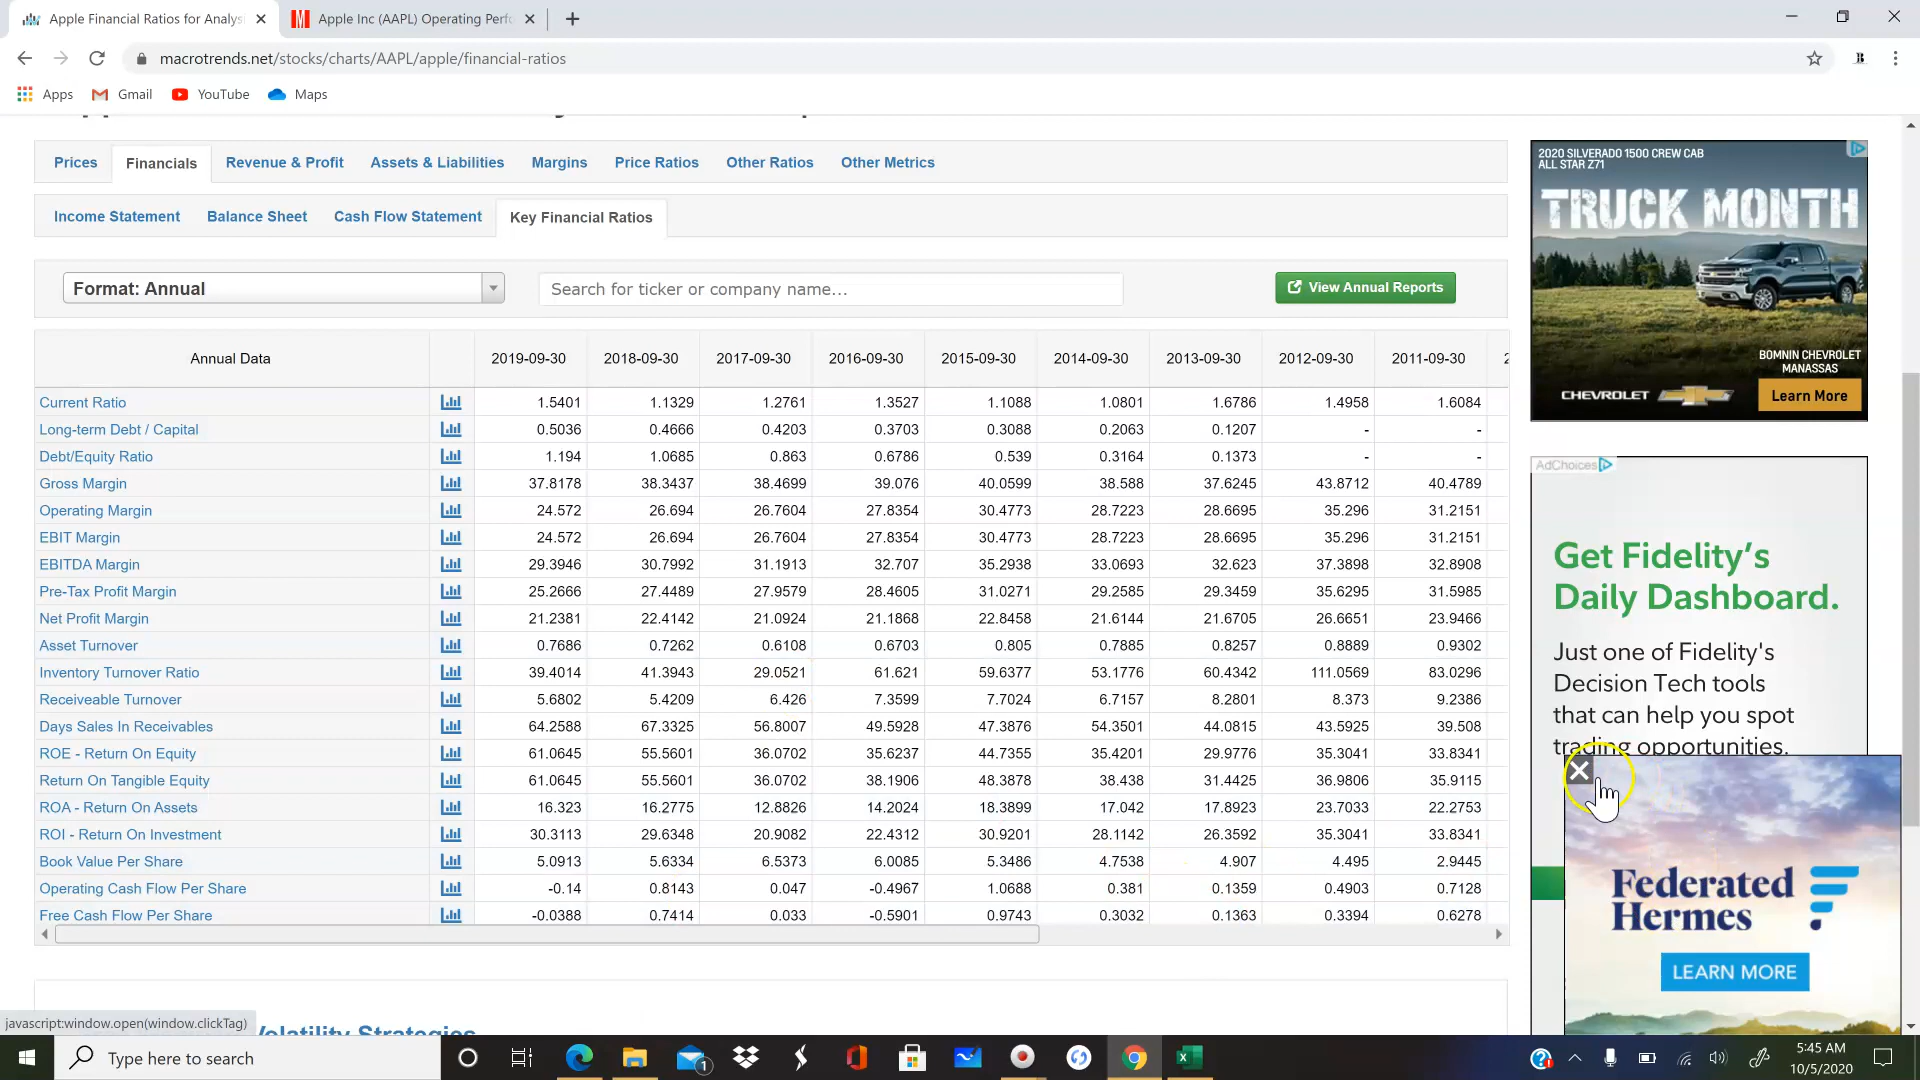 Apple Financial Ratios for Analys
Apple Inc (AAPL) Operating Perf
macrotrends.net/stocks/charts/AAPL/apple/financial-ratios
Apps Gmail YouTube Maps
Prices Financials Revenue & Profit Assets & Liabilities Margins Price Ratios Other Ratios Other Metrics
Income Statement Balance Sheet Cash Flow Statement Key Financial Ratios
Format: Annual
Search for ticker or company name...
View Annual Reports
Annual Data 2019-09-30 2018-09-30 2017-09-30 2016-09-30 2015-09-30 2014-09-30 2013-09-30 2012-09-30 2011-09-30 2
Current Ratio 1.5401 1.1329 1.2761 1.3527 1.1088 1.0801 1.6786 1.4958 1.6084
Long-term Debt / Capital 0.5036 0.4666 0.4203 0.3703 0.3088 0.2063 0.1207 - -
Debt/Equity Ratio 1.194 1.0685 0.863 0.6786 0.539 0.3164 0.1373 - -
Gross Margin 37.8178 38.3437 38.4699 39.076 40.0599 38.588 37.6245 43.8712 40.4789
Operating Margin 24.572 26.694 26.7604 27.8354 30.4773 28.7223 28.6695 35.296 31.2151
EBIT Margin 24.572 26.694 26.7604 27.8354 30.4773 28.7223 28.6695 35.296 31.2151
EBITDA Margin 29.3946 30.7992 31.1913 32.707 35.2938 33.0693 32.623 37.3898 32.8908
Pre-Tax Profit Margin 25.2666 27.4489 27.9579 28.4605 31.0271 29.2585 29.3459 35.6295 31.5985
Net Profit Margin 21.2381 22.4142 21.0924 21.1868 22.8458 21.6144 21.6705 26.6651 23.9466
Asset Turnover 0.7686 0.7262 0.6108 0.6703 0.805 0.7885 0.8257 0.8889 0.9302
Inventory Turnover Ratio 39.4014 41.3943 29.0521 61.621 59.6377 53.1776 60.4342 111.0569 83.0296
Receiveable Turnover 5.6802 5.4209 6.426 7.3599 7.7024 6.7157 8.2801 8.373 9.2386
Days Sales In Receivables 64.2588 67.3325 56.8007 49.5928 47.3876 54.3501 44.0815 43.5925 39.508
ROE - Return On Equity 61.0645 55.5601 36.0702 35.6237 44.7355 35.4201 29.9776 35.3041 33.8341
Return On Tangible Equity 61.0645 55.5601 36.0702 38.1906 48.3878 38.438 31.4425 36.9806 35.9115
ROA - Return On Assets 16.323 16.2775 12.8826 14.2024 18.3899 17.042 17.8923 23.7033 22.2753
ROI - Return On Investment 30.3113 29.6348 20.9082 22.4312 30.9201 28.1142 26.3592 35.3041 33.8341
Book Value Per Share 5.0913 5.6334 6.5373 6.0085 5.3486 4.7538 4.907 4.495 2.9445
Operating Cash Flow Per Share -0.14 0.8143 0.047 -0.4967 1.0688 0.381 0.1359 0.4903 0.7128
Free Cash Flow Per Share -0.0388 0.7414 0.033 -0.5901 0.9743 0.3032 0.1363 0.3394 0.6278
2020 SILVERADO 1500 CREW CAB
ALL STAR Z71
TRUCK MONTH
BOMNIN CHEVROLET
MANASSAS
CHEVROLET
Learn More
AdChoices
Get Fidelity's
Daily Dashboard.
Just one of Fidelity's
Decision Tech tools
that can help you spot
trading opportunities.
Federated
Hermes
LEARN MORE
Volatility Strategies
javascript:window.open(window.clickTag)
Type here to search
1
5:45 AM
10/5/2020